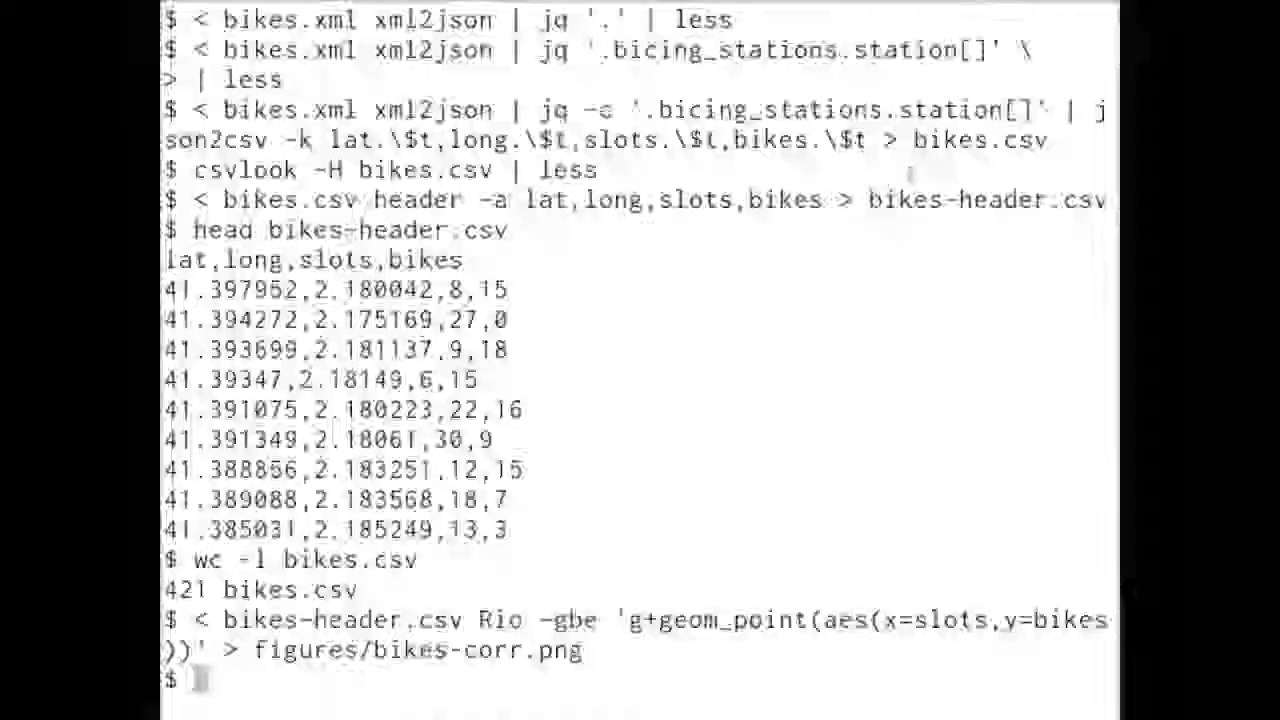 $ < bikes.xml xml2json | jq '.' | less
$ < bikes.xml xml2json | jq '.bicing_stations.station[]' \
> | less
$ < bikes.xml xml2json | jq -c '.bicing_stations.station[]' | j
son2csv -k lat.\$t,long.\$t,slots.\$t,bikes.\$t > bikes.csv
$ csvlook -H bikes.csv | less
$ < bikes.csv header -a lat,long,slots,bikes > bikes-header.csv
$ head bikes-header.csv
lat,long,slots,bikes
41.397952,2.180042,8,15
41.394272,2.175169,27,0
41.393699,2.181137,9,18
41.39347,2.18149,6,15
41.391075,2.180223,22,16
41.391349,2.18061,30,9
41.388856,2.183251,12,15
41.389088,2.183568,18,7
41.385031,2.185249,13,3
$ wc -l bikes.csv
421 bikes.csv
$ < bikes-header.csv Rio -gbe 'g+geom_point(aes(x=slots,y=bikes
))' > figures/bikes-corr.png
$